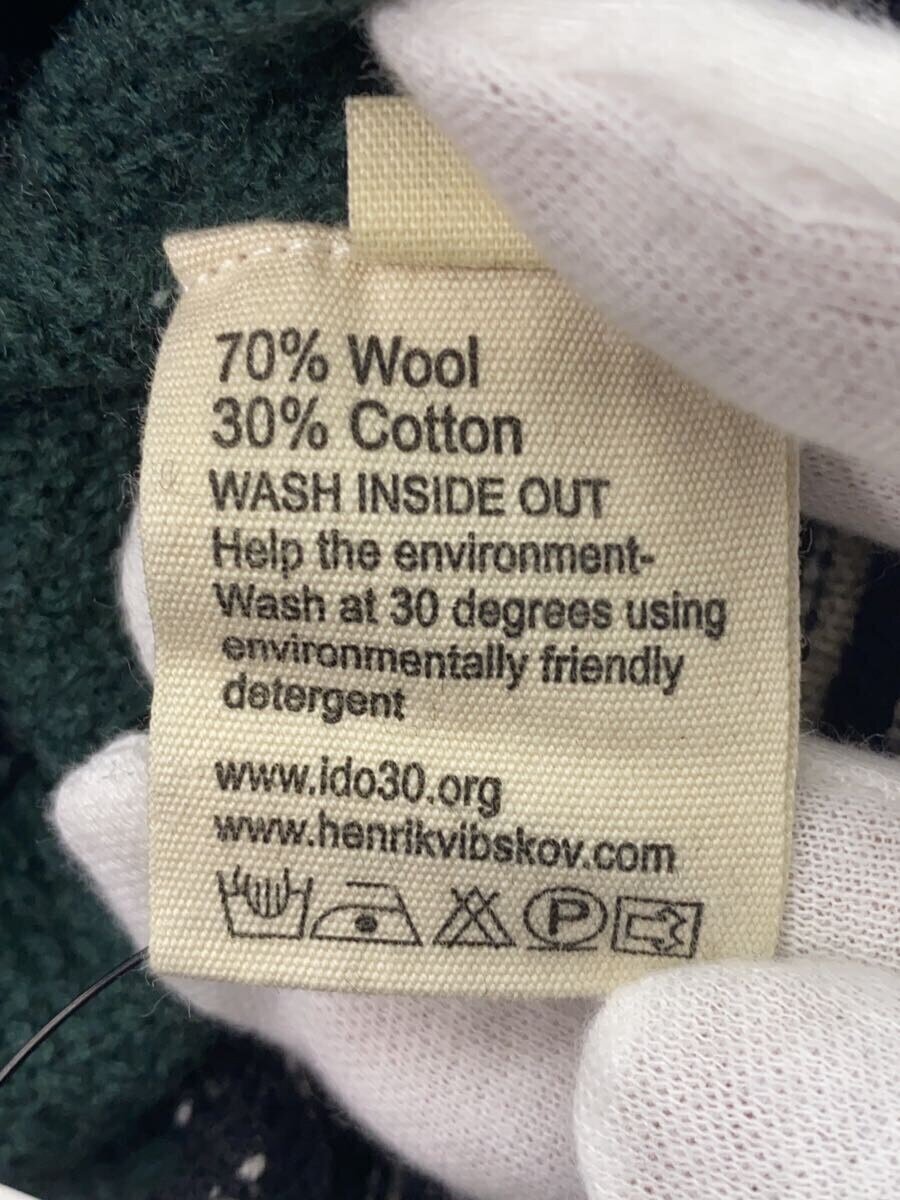 70% Wool
30% Cotton
WASH INSIDE OUT
Help the environment-
Wash at 30 degrees using
environmentally friendly
detergent
www.ido30.org
www.henrikvibskov.com
P